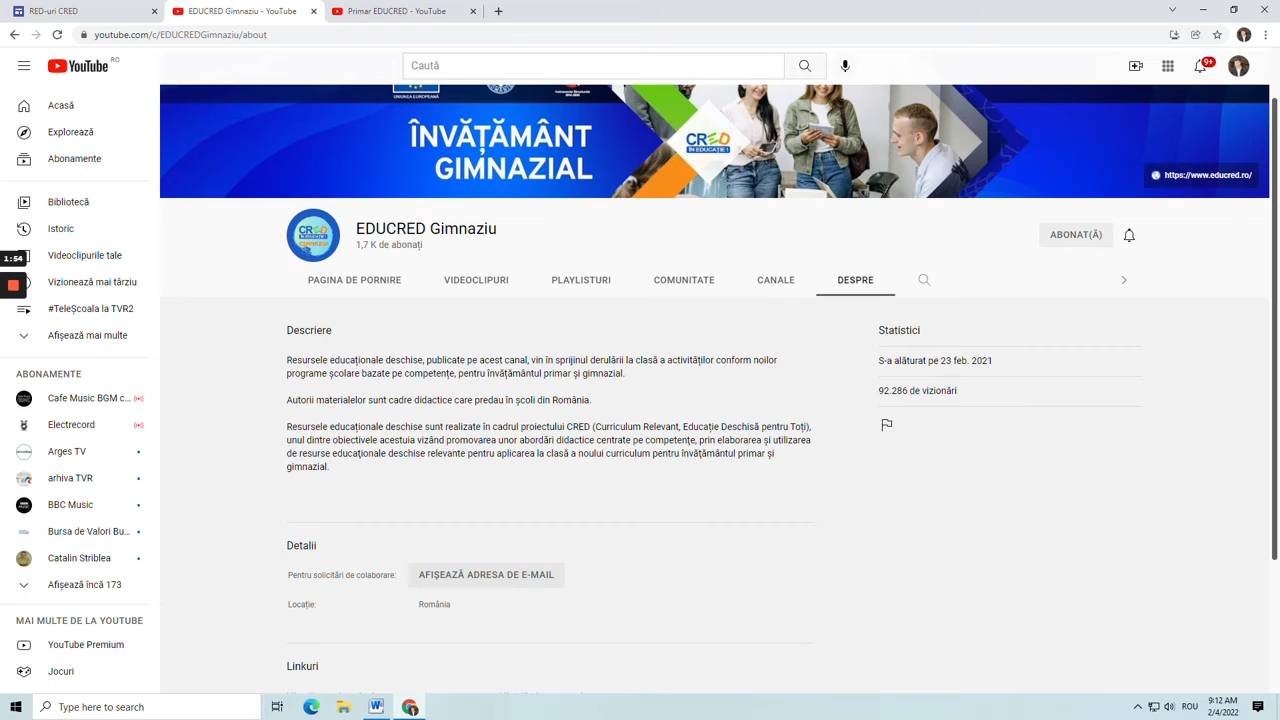 RED-uri CRED
EDUCRED Gimnaziu - YouTube
Primar EDUCRED - YouTube
youtube.com/c/EDUCREDGimnaziu/about
YouTube RO
Caută
9+
Acasă
Explorează
Abonamente
Bibliotecă
Istoric
Videoclipurile tale
Vizionează mai târziu
#TeleȘcoala la TVR2
Afișează mai multe
1:54
ABONAMENTE
Cafe Music BGM c...
Electrecord
Arges TV
arhiva TVR
BBC Music
Bursa de Valori Bu...
Catalin Striblea
Afișează încă 173
MAI MULTE DE LA YOUTUBE
YouTube Premium
Jocuri
UNIUNEA EUROPEANĂ
ÎNVĂȚĂMÂNT
GIMNAZIAL
CRED
ÎN EDUCAȚIE!
https://www.educred.ro/
EDUCRED Gimnaziu
1,7 K de abonați
ABONAT(Ă)
PAGINA DE PORNIRE
VIDEOCLIPURI
PLAYLISTURI
COMUNITATE
CANALE
DESPRE
Descriere
Resursele educaționale deschise, publicate pe acest canal, vin în sprijinul derulării la clasă a activităților conform noilor
programe școlare bazate pe competențe, pentru învățământul primar și gimnazial.
Autorii materialelor sunt cadre didactice care predau în școli din România.
Resursele educaționale deschise sunt realizate în cadrul proiectului CRED (Curriculum Relevant, Educație Deschisă pentru Toți),
unul dintre obiectivele acestuia vizând promovarea unor abordări didactice centrate pe competenţe, prin elaborarea și utilizarea
de resurse educaţionale deschise relevante pentru aplicarea la clasă a noului curriculum pentru învăţământul primar și
gimnazial.
Statistici
S-a alăturat pe 23 feb. 2021
92.286 de vizionări
Detalii
Pentru solicitări de colaborare:
AFIȘEAZĂ ADRESA DE E-MAIL
Locație:
România
Linkuri
Type here to search
ROU
9:12 AM
2/4/2022